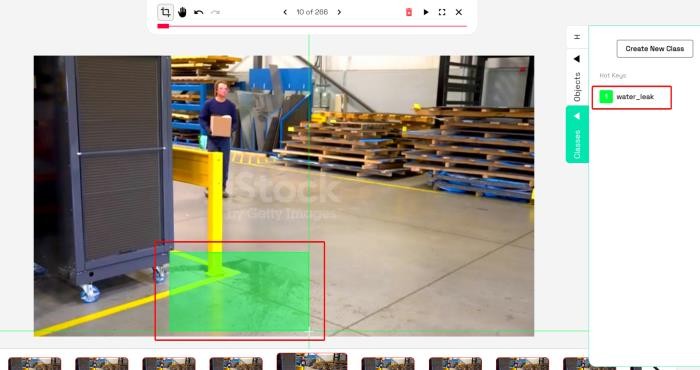 10 of 266
H
Objects
Classes
Create New Class
Hot Keys
1 water_leak
iStock
by Getty Images